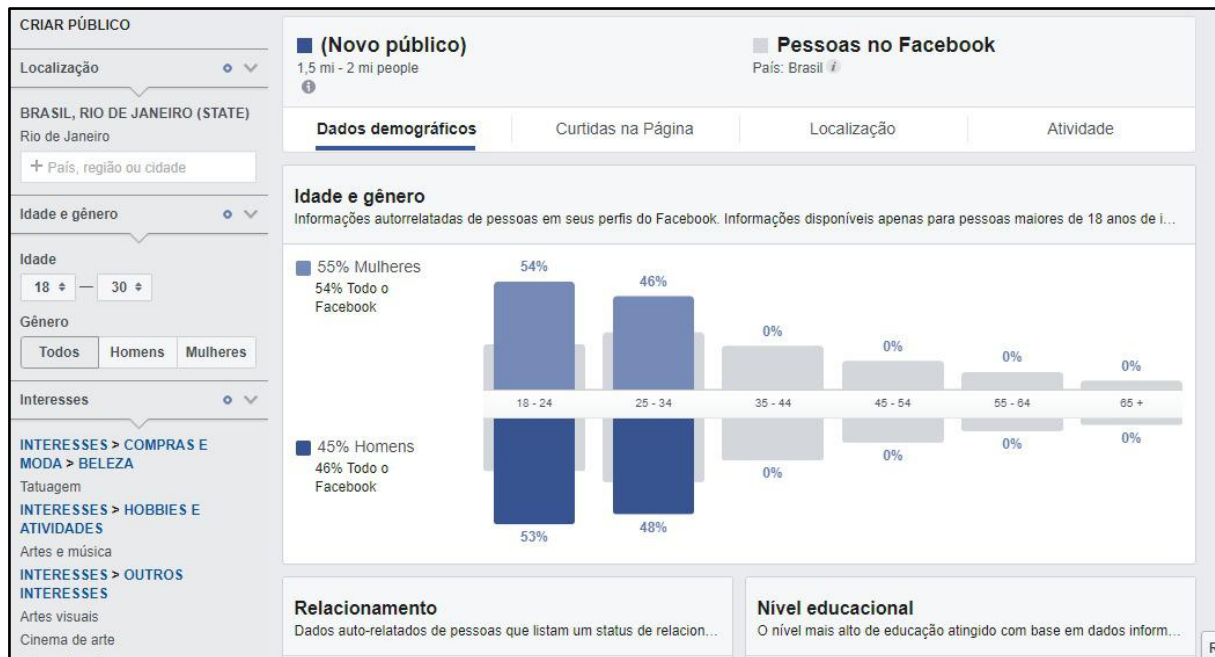 CRIAR PÚBLICO
Localização
BRASIL, RIO DE JANEIRO (STATE)
Rio de Janeiro
+ País, região ou cidade
Idade e gênero
Idade
18 — 30
Gênero
Todos Homens Mulheres
Interesses
INTERESSES > COMPRAS E
MODA > BELEZA
Tatuagem
INTERESSES > HOBBIES E
ATIVIDADES
Artes e música
INTERESSES > OUTROS
INTERESSES
Artes visuais
Cinema de arte
(Novo público)
1,5 mi - 2 mi people
Pessoas no Facebook
País: Brasil
Dados demográficos Curtidas na Página Localização Atividade
Idade e gênero
Informações autorrelatadas de pessoas em seus perfis do Facebook. Informações disponíveis apenas para pessoas maiores de 18 anos de i...
55% Mulheres
54% Todo o
Facebook
54% 46% 0% 0% 0% 0%
18 - 24 25 - 34 35 - 44 45 - 54 55 - 64 65 +
45% Homens
46% Todo o
Facebook
53% 48% 0% 0% 0% 0%
Relacionamento
Dados auto-relatados de pessoas que listam um status de relacion...
Nível educacional
O nível mais alto de educação atingido com base em dados inform...
R